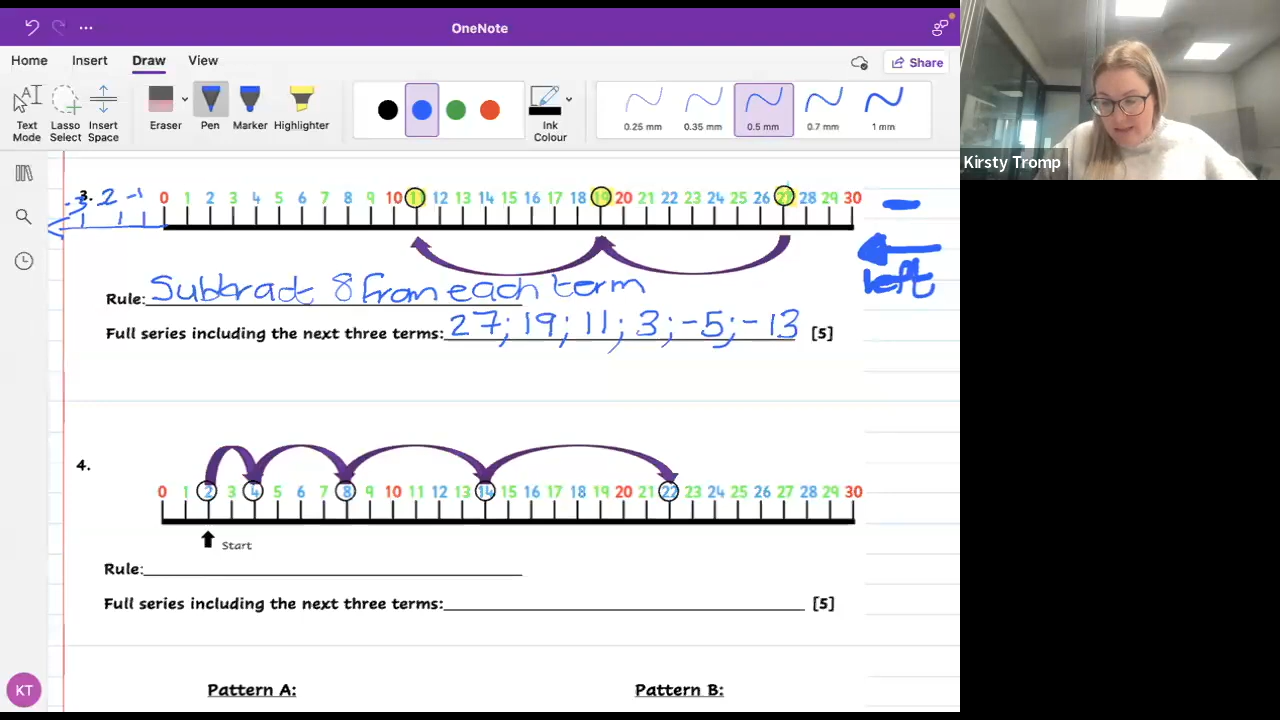 OneNote
Home Insert Draw View
Share
Text Mode
Lasso Select
Insert Space
Eraser
Pen
Marker
Highlighter
Ink Colour
0.25 mm
0.35 mm
0.5 mm
0.7 mm
1 mm
Kirsty Tromp
3. -3 -2 -1 0 1 2 3 4 5 6 7 8 9 10 11 12 13 14 15 16 17 18 19 20 21 22 23 24 25 26 27 28 29 30 -
left
Rule: Subtract 8 from each term
Full series including the next three terms: 27; 19; 11; 3; -5; -13 [5]
4.
0 1 2 3 4 5 6 7 8 9 10 11 12 13 14 15 16 17 18 19 20 21 22 23 24 25 26 27 28 29 30
Start
Rule:
Full series including the next three terms: [5]
KT
Pattern A: Pattern B: